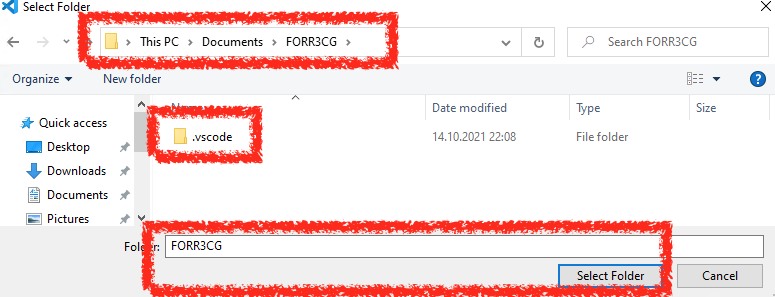 Select Folder
This PC > Documents > FORR3CG >
Search FORR3CG
Organize
New folder
Date modified
Type
Size
Quick access
Desktop
Downloads
Documents
Pictures
.vscode
14.10.2021 22:08
File folder
Folder:
FORR3CG
Select Folder
Cancel